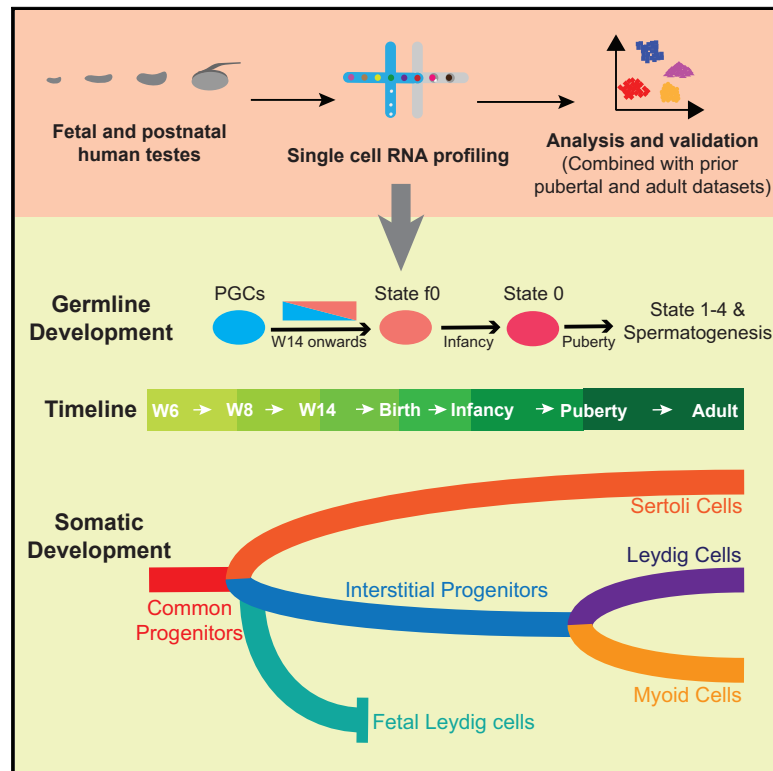 Fetal and postnatal
human testes
Single cell RNA profiling
Analysis and validation
(Combined with prior
pubertal and adult datasets)
Germline
Development
PGCs
W14 onwards
State f0
Infancy
State 0
Puberty
State 1-4 &
Spermatogenesis
Timeline
W6 → W8 → W14 → Birth → Infancy → Puberty → Adult
Somatic
Development
Common
Progenitors
Sertoli Cells
Interstitial Progenitors
Leydig Cells
Myoid Cells
Fetal Leydig cells